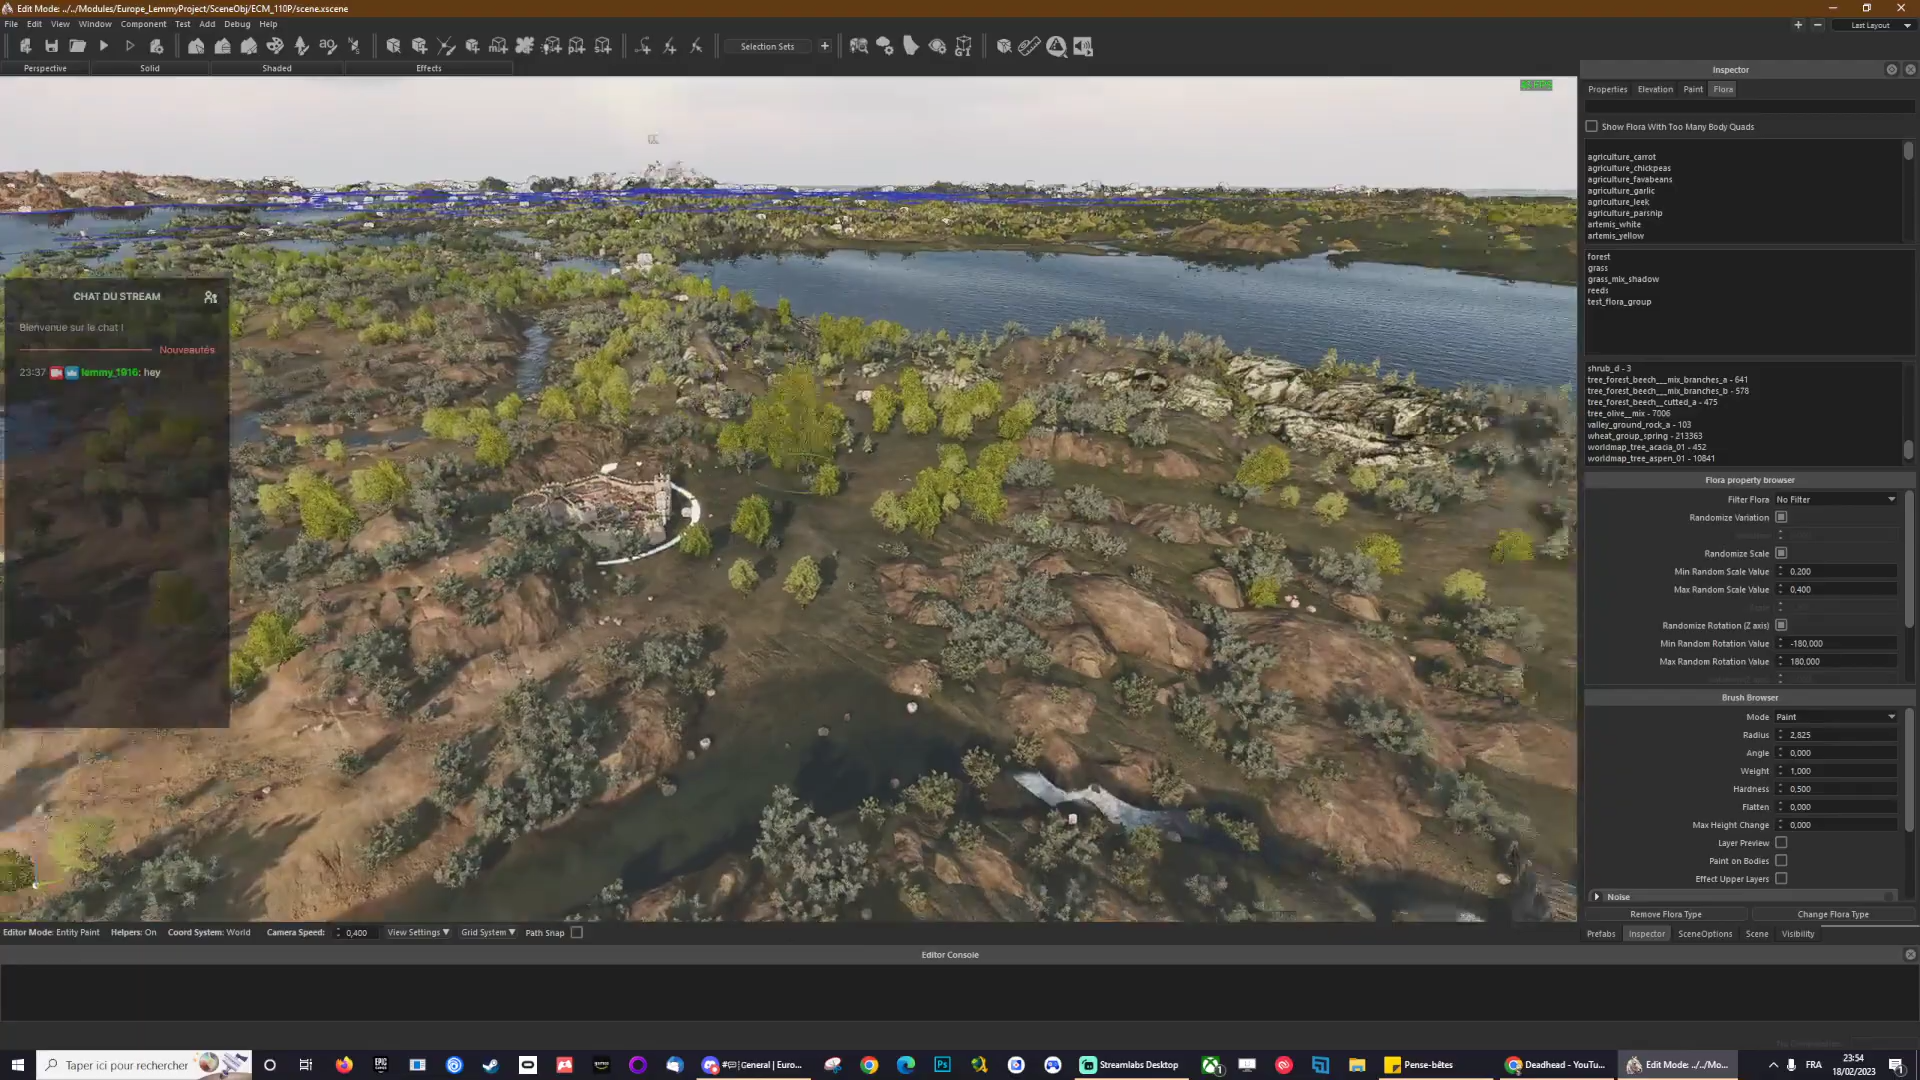 Edit Mode: ../../Modules/Europe_LemmyProject/SceneObj/ECM_110P/scene.xscene
File Edit View Window Component Test Add Debug Help
Last Layout
Selection Sets
Perspective Solid Shaded Effects
Inspector
Properties Elevation Paint Flora
Show Flora With Too Many Body Quads
agriculture_carrot
agriculture_chickpeas
agriculture_favabeans
agriculture_garlic
agriculture_leek
agriculture_parsnip
artemis_white
artemis_yellow
forest
grass
grass_mix_shadow
reeds
test_flora_group
shrub_d - 3
tree_forest_beech___mix_branches_a - 641
tree_forest_beech___mix_branches_b - 578
tree_forest_beech__cutted_a - 475
tree_olive__mix - 7006
valley_ground_rock_a - 103
wheat_group_spring - 213363
worldmap_tree_acacia_01 - 452
worldmap_tree_aspen_01 - 10841
Flora property browser
Filter Flora No Filter
Randomize Variation
Randomize Scale
Min Random Scale Value 0,200
Max Random Scale Value 0,400
Randomize Rotation (Z axis)
Min Random Rotation Value -180,000
Max Random Rotation Value 180,000
Brush Browser
Mode Paint
Radius 2,825
Angle 0,000
Weight 1,000
Hardness 0,500
Flatten 0,000
Max Height Change 0,000
Layer Preview
Paint on Bodies
Effect Upper Layers
Noise
Remove Flora Type Change Flora Type
Prefabs Inspector SceneOptions Scene Visibility
CHAT DU STREAM
Bienvenue sur le chat !
Nouveautés
23:37 lemmy_1916: hey
Editor Mode: Entity Paint Helpers: On Coord System: World Camera Speed: 0,400 View Settings Grid System Path Snap
Editor Console
Taper ici pour rechercher
General | Euro...
Streamlabs Desktop
Pense-bêtes
Deadhead - YouTu...
Edit Mode: ../../Mo...
FRA
23:54
18/02/2023